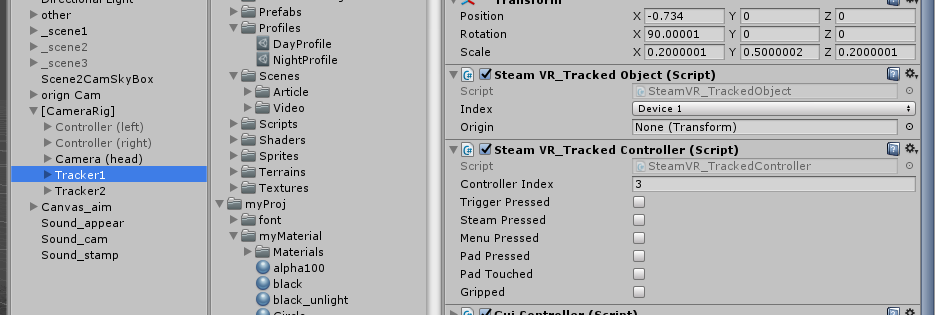 Directional Light
other
_scene1
_scene2
_scene3
Scene2CamSkyBox
orign Cam
[CameraRig]
Controller (left)
Controller (right)
Camera (head)
Tracker1
Tracker2
Canvas_aim
Sound_appear
Sound_cam
Sound_stamp
Prefabs
Profiles
DayProfile
NightProfile
Scenes
Article
Video
Scripts
Shaders
Sprites
Terrains
Textures
myProj
font
myMaterial
Materials
alpha100
black
black_unlight
Circle
Transform
Position X -0.734 Y 0 Z 0
Rotation X 90.00001 Y 0 Z 0
Scale X 0.2000001 Y 0.5000002 Z 0.2000001
Steam VR_Tracked Object (Script)
Script SteamVR_TrackedObject
Index Device 1
Origin None (Transform)
Steam VR_Tracked Controller (Script)
Script SteamVR_TrackedController
Controller Index 3
Trigger Pressed
Steam Pressed
Menu Pressed
Pad Pressed
Pad Touched
Gripped
Gui Controller (Script)